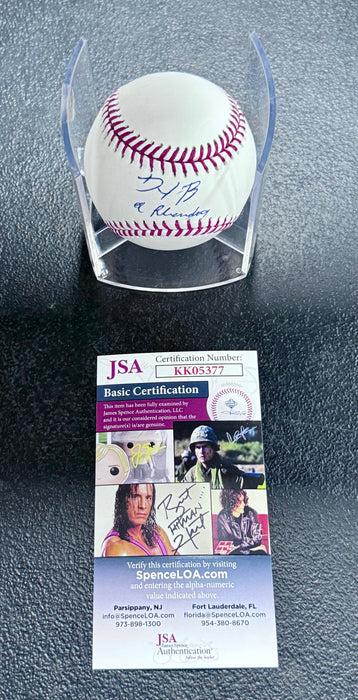 JSA
Certification Number:
KK05377
Basic Certification
This item has been fully examined by
James Spence Authentication, LLC
and it is our considered opinion that the
signature(s) is/are genuine.
Bret
"HITMAN"
Hart
Verify this certification by visiting
SpenceLOA.com
and entering the alpha-numeric
value indicated above.
Parsippany, NJ
info@SpenceLOA.com
973-898-1300
Fort Lauderdale, FL
florida@SpenceLOA.com
954-380-8670
JSA
James Spence
Authentication